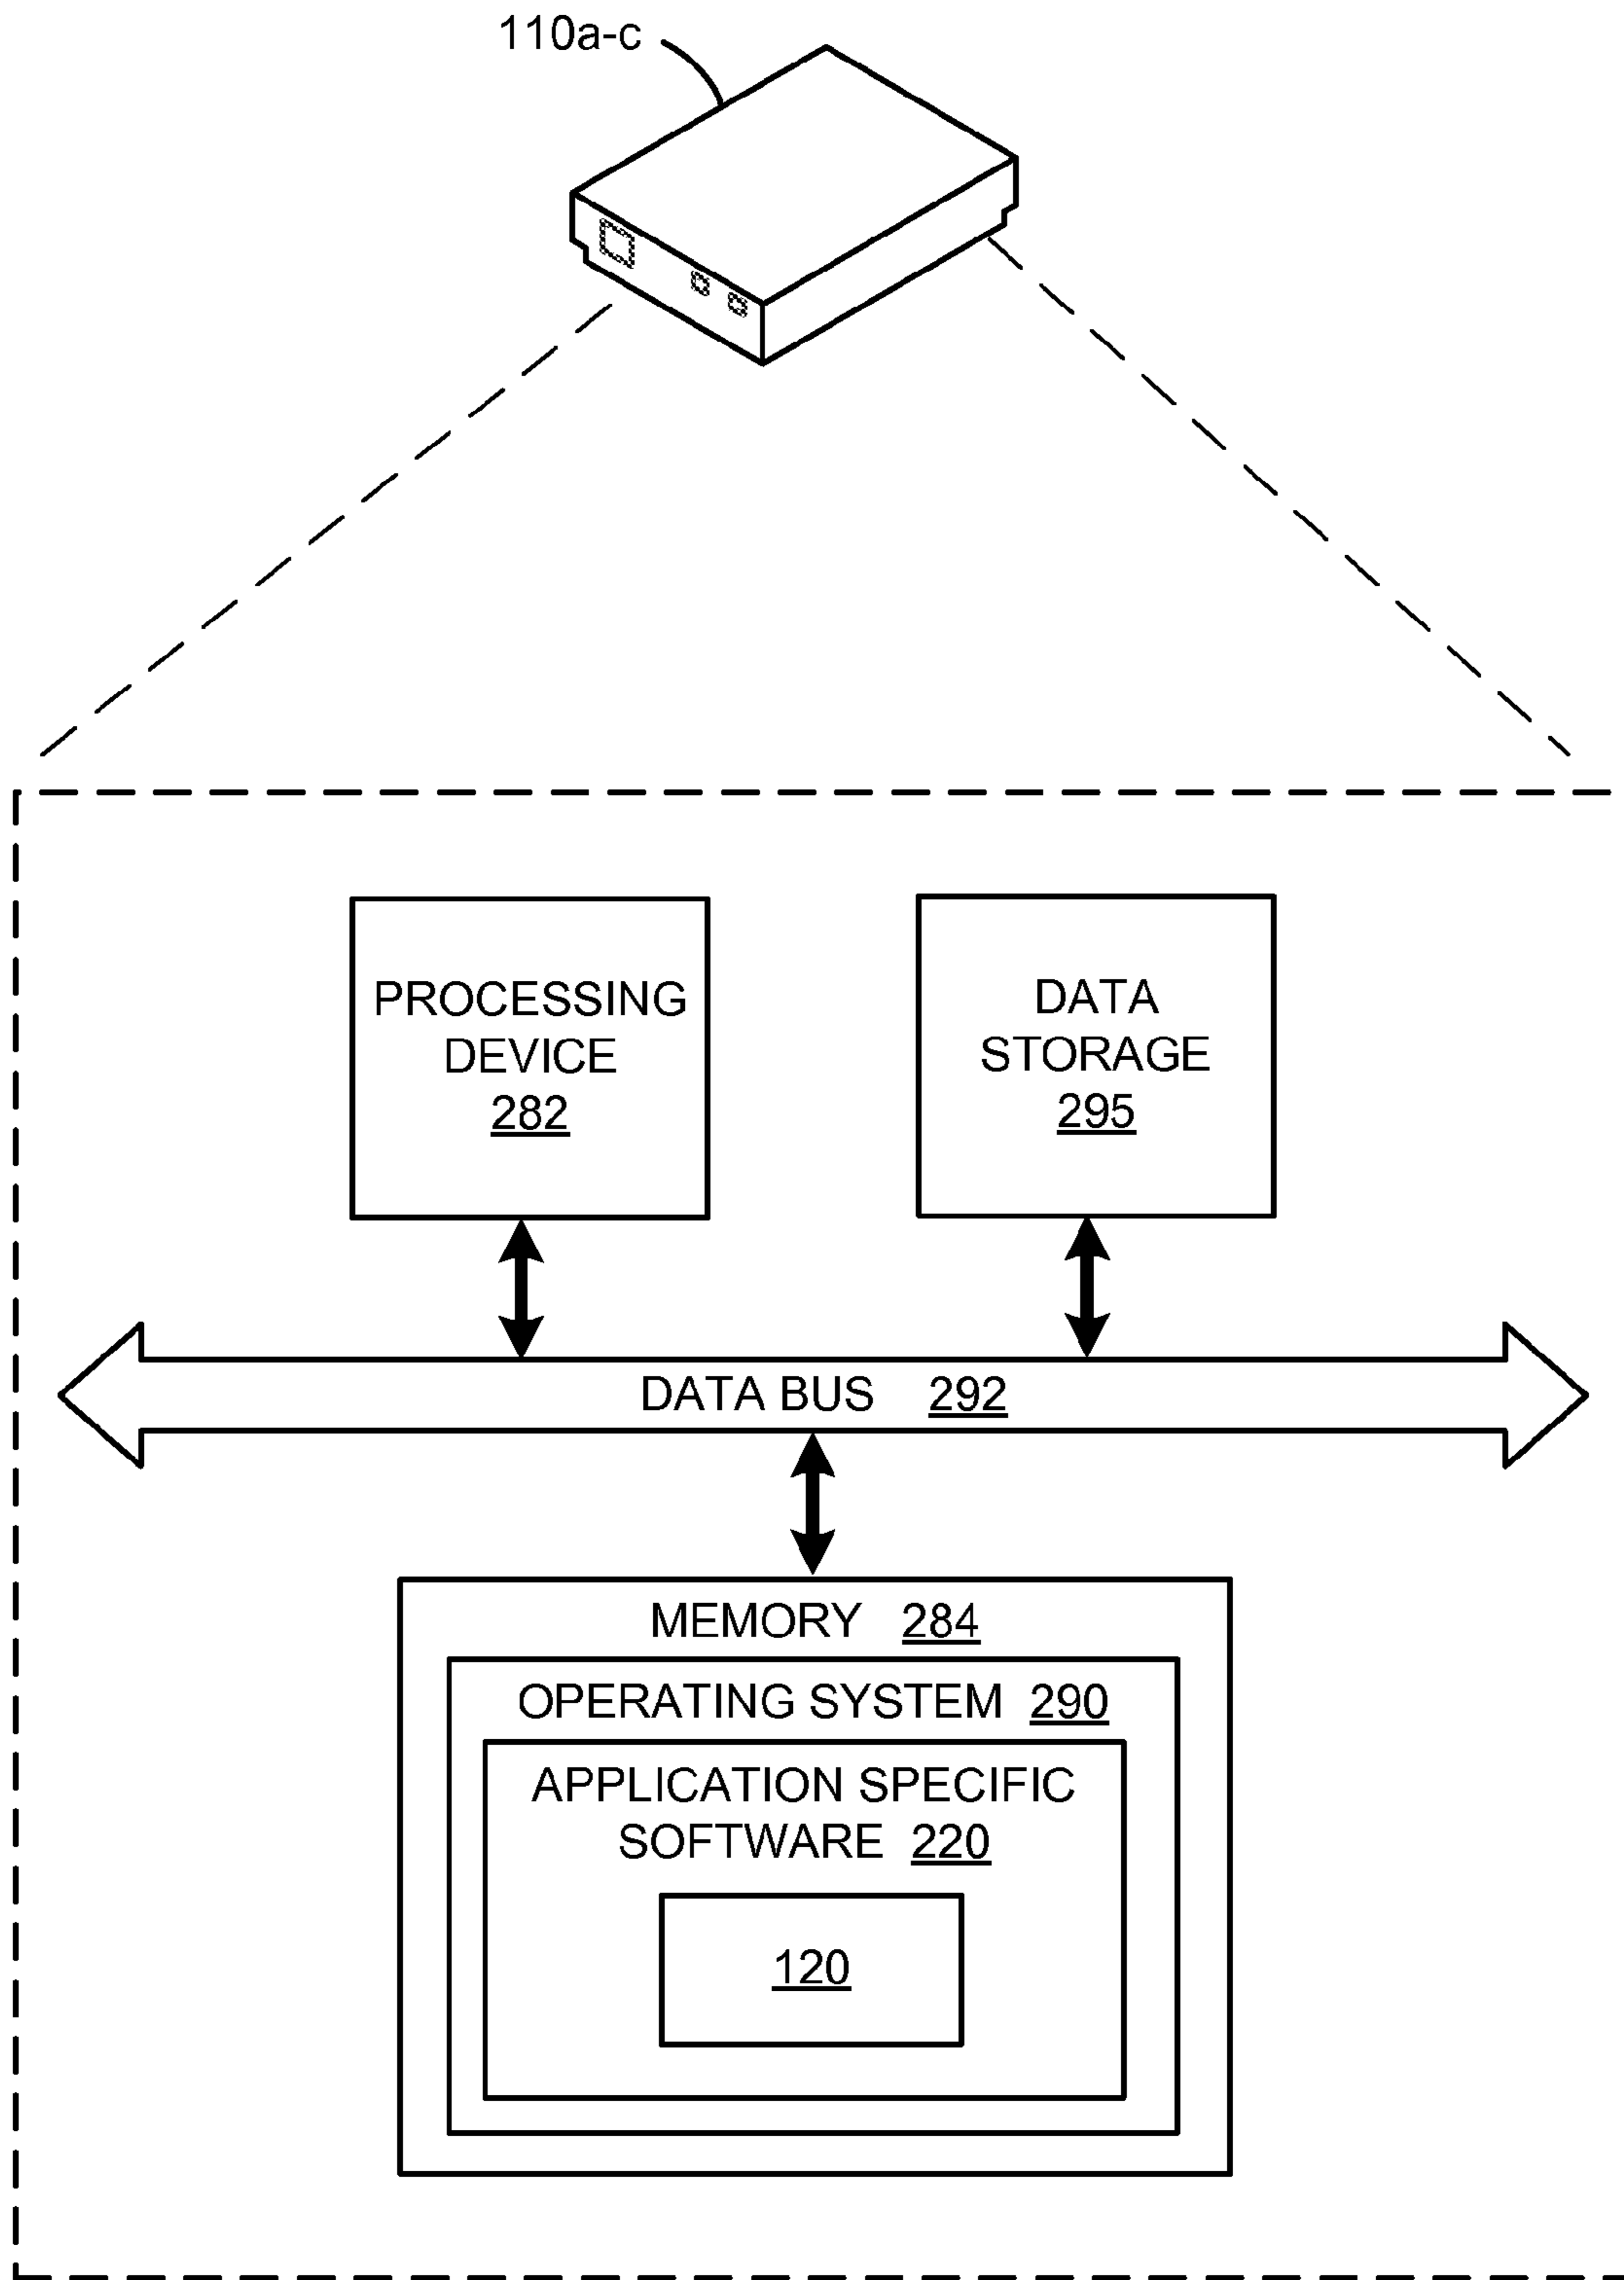 110a-c
PROCESSING
DEVICE
282
DATA
STORAGE
295
DATA BUS 292
MEMORY 284
OPERATING SYSTEM 290
APPLICATION SPECIFIC
SOFTWARE 220
120